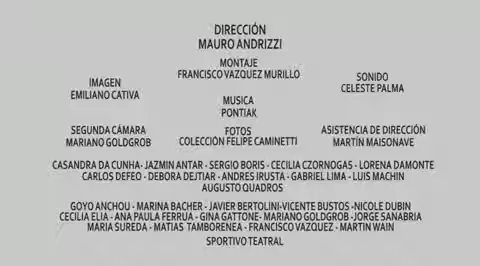 DIRECCIÓN
MAURO ANDRIZZI
MONTAJE
FRANCISCO VAZQUEZ MURILLO
IMAGEN
EMILIANO CATIVA
SONIDO
CELESTE PALMA
MUSICA
PONTIAK
SEGUNDA CÁMARA
MARIANO GOLDGROB
FOTOS
COLECCIÓN FELIPE CAMINETTI
ASISTENCIA DE DIRECCIÓN
MARTÍN MAISONAVE
CASANDRA DA CUNHA- JAZMIN ANTAR - SERGIO BORIS - CECILIA CZORNOGAS - LORENA DAMONTE
CARLOS DEFEO - DEBORA DEJTIAR - ANDRES IRUSTA - GABRIEL LIMA - LUIS MACHIN
AUGUSTO QUADROS
GOYO ANCHOU - MARINA BACHER - JAVIER BERTOLINI-VICENTE BUSTOS -NICOLE DUBIN
CECILIA ELIA - ANA PAULA FERRUA - GINA GATTONE- MARIANO GOLDGROB -JORGE SANABRIA
MARIA SUREDA - MATIAS TAMBORENEA - FRANCISCO VAZQUEZ - MARTIN WAIN
SPORTIVO TEATRAL